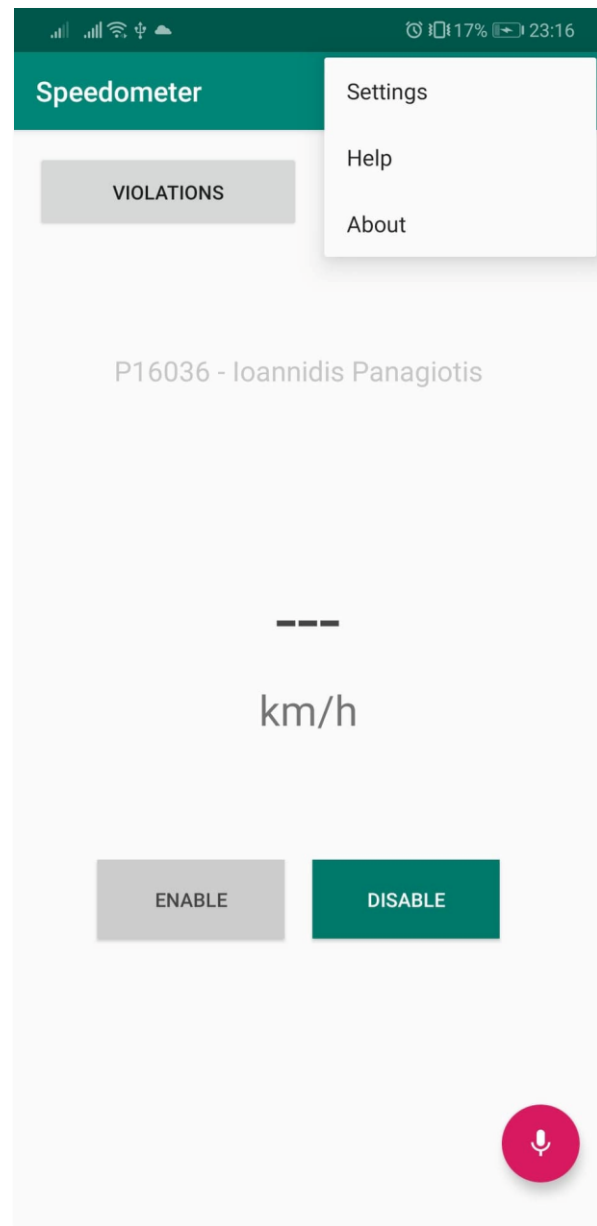 17% 23:16
Speedometer
Settings
Help
About
VIOLATIONS
P16036 - Ioannidis Panagiotis
---
km/h
ENABLE
DISABLE